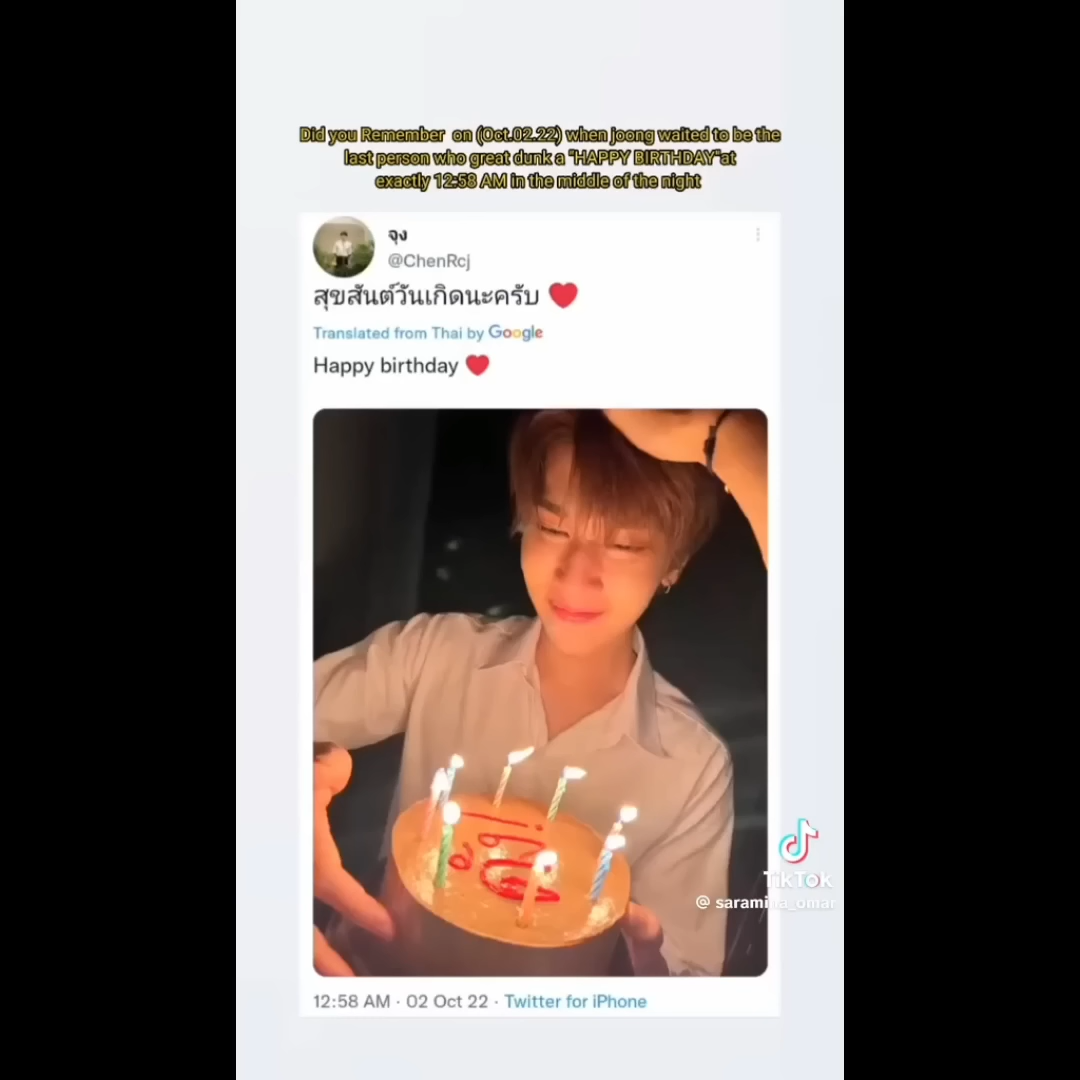 Did you Remember on (Oct.02.22) when joong waited to be the
last person who great dunk a "HAPPY BIRTHDAY"at
exactly 12:58 AM in the middle of the night
จุง
@ChenRcj
สุขสันต์วันเกิดนะครับ ❤️
Translated from Thai by Google
Happy birthday ❤️
12:58 AM · 02 Oct 22 · Twitter for iPhone
TikTok